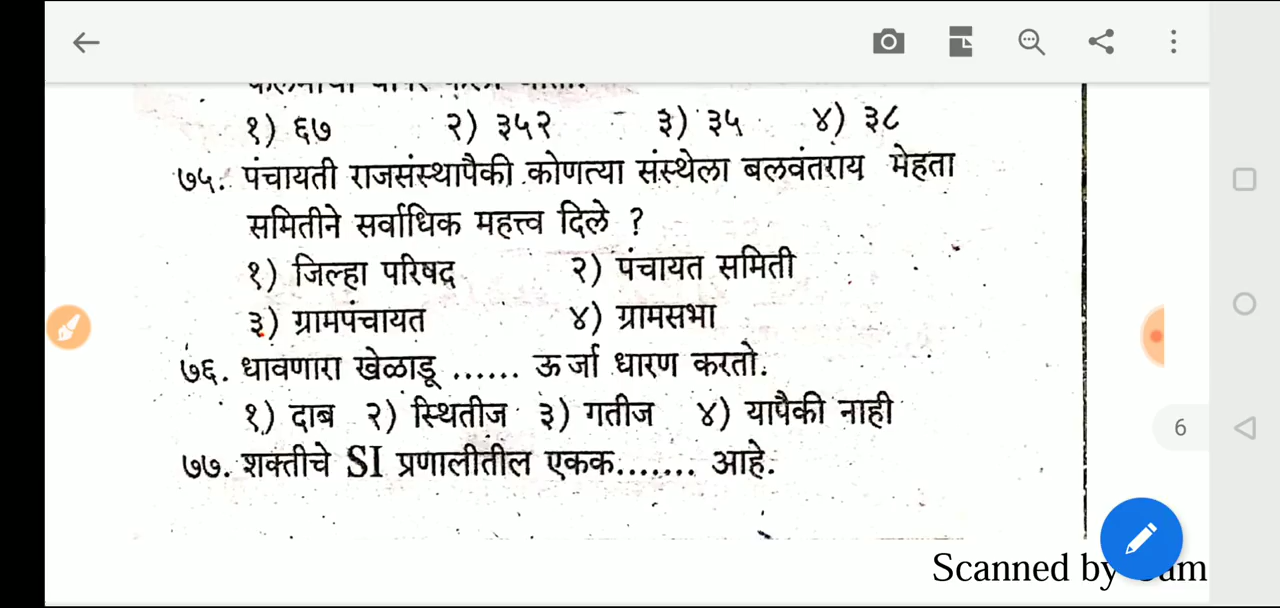 १) ६७ २) ३५२ ३) ३५ ४) ३८
७५. पंचायती राजसंस्थापैकी कोणत्या संस्थेला बलवंतराय मेहता
समितीने सर्वाधिक महत्त्व दिले ?
१) जिल्हा परिषद २) पंचायत समिती
३) ग्रामपंचायत ४) ग्रामसभा
७६. धावणारा खेळाडू ...... ऊर्जा धारण करतो.
१) दाब २) स्थितीज ३) गतीज ४) यापैकी नाही
6
७७. शक्तीचे SI प्रणालीतील एकक....... आहे.
Scanned by